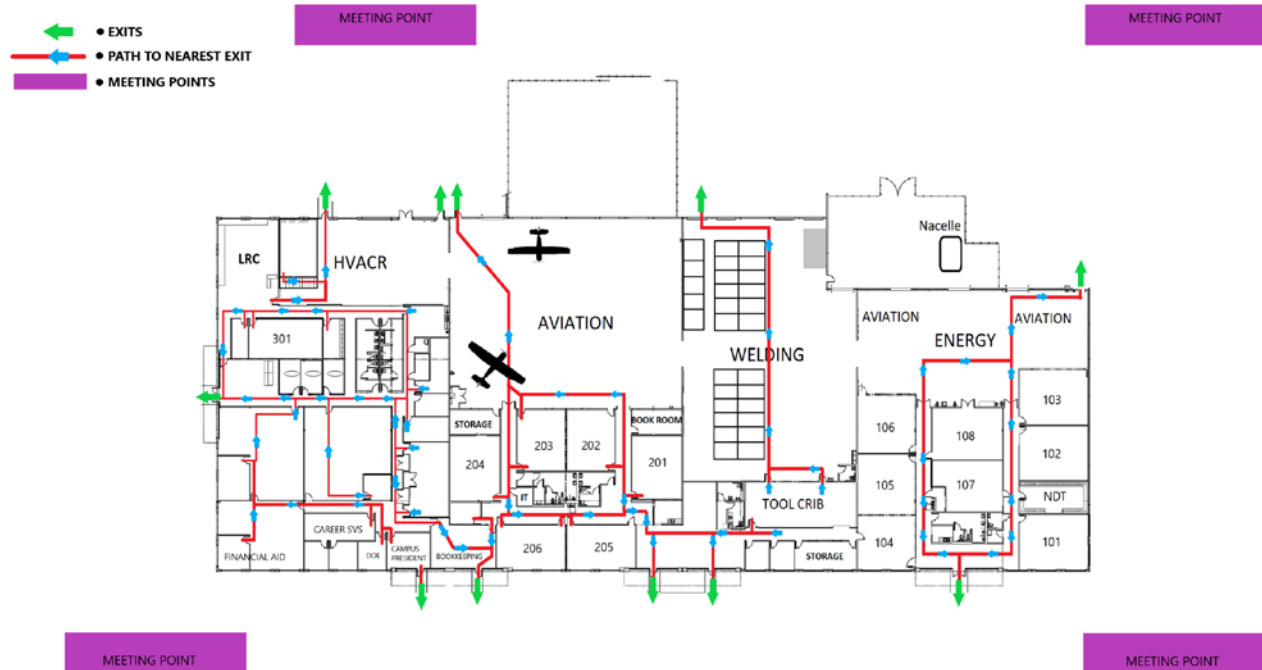 MEETING POINT
MEETING POINT
• EXITS
• PATH TO NEAREST EXIT
• MEETING POINTS
Nacelle
LRC
HVACR
AVIATION
AVIATION
ENERGY
AVIATION
301
WELDING
103
STORAGE
BOOK ROOM
106
203
202
108
204
201
102
IT
105
107
NDT
TOOL CRIB
CAREER SVS
206
205
104
101
FINANCIAL AID
DOE
CAMPUS
PRESIDENT
BOOKKEEPING
STORAGE
MEETING POINT
MEETING POINT